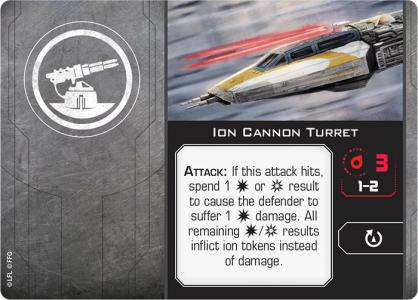 Ion Cannon Turret
Attack: If this attack hits,
spend 1 or result
to cause the defender to
suffer 1 damage. All
remaining / results
inflict ion tokens instead
of damage.
3
1-2
© LFL © FFG